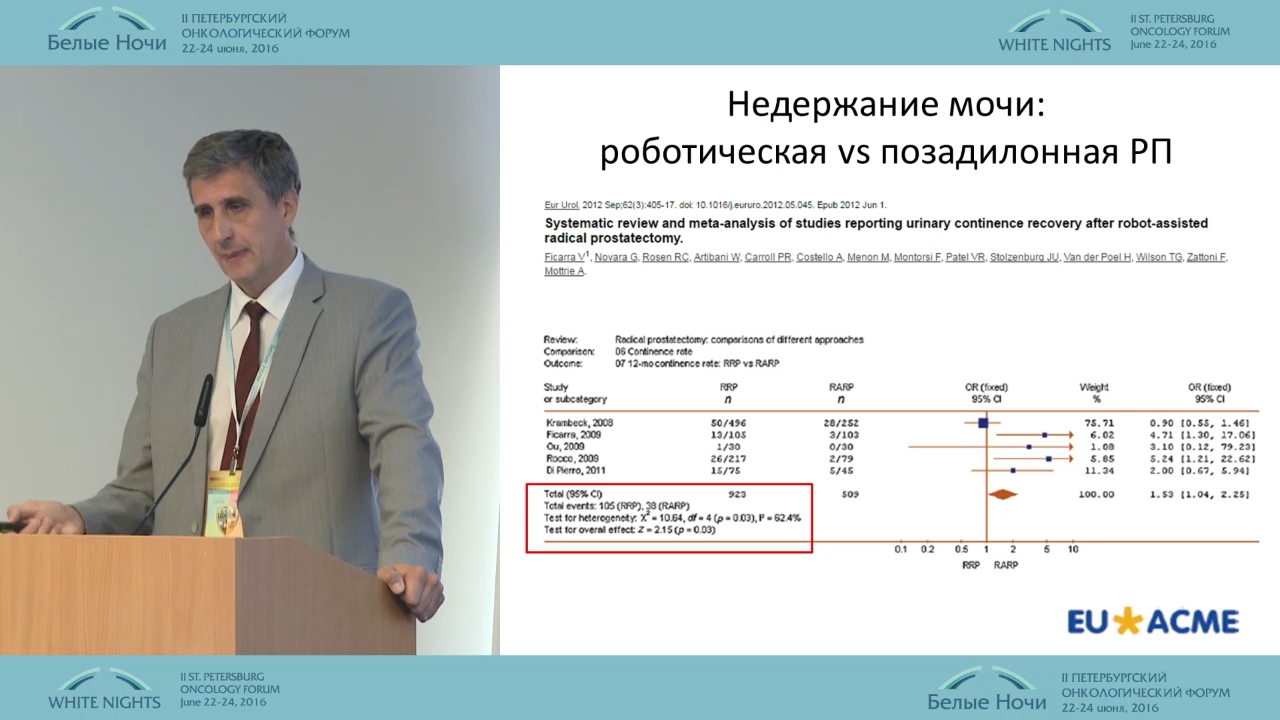 Белые Ночи
II ПЕТЕРБУРГСКИЙ
ОНКОЛОГИЧЕСКИЙ ФОРУМ
22-24 июня, 2016
WHITE NIGHTS
II ST. PETERSBURG
ONCOLOGY FORUM
June 22-24, 2016
Недержание мочи:
роботическая vs позадилонная РП
Eur Urol. 2012 Sep;62(3):405-17. doi: 10.1016/j.eururo.2012.05.045. Epub 2012 Jun 1.
Systematic review and meta-analysis of studies reporting urinary continence recovery after robot-assisted
radical prostatectomy.
Ficarra V1, Novara G, Rosen RC, Artibani W, Carroll PR, Costello A, Menon M, Montorsi F, Patel VR, Stolzenburg JU, Van der Poel H, Wilson TG, Zattoni F,
Mottrie A.
Review: Radical prostatectomy: comparisons of different approaches
Comparison: 06 Continence rate
Outcome: 07 12-mo continence rate: RRP vs RARP
Study RRP RARP OR (fixed) Weight OR (fixed)
or subcategory n n 95% CI % 95% CI
Krambeck, 2008 50/496 28/252 75.71 0.90 [0.55, 1.46]
Ficarra, 2009 13/105 3/103 6.02 4.71 [1.30, 17.06]
Ou, 2009 1/30 0/30 1.08 3.10 [0.12, 79.23]
Rocco, 2009 26/217 2/79 5.85 5.24 [1.21, 22.62]
Di Pierro, 2011 15/75 5/45 11.34 2.00 [0.67, 5.94]
Total (95% CI) 923 509 100.00 1.53 [1.04, 2.25]
Total events: 105 (RRP), 38 (RARP)
Test for heterogeneity: χ² = 10.64, df = 4 (p = 0.03), I² = 62.4%
Test for overall effect: Z = 2.15 (p = 0.03)
0.1 0.2 0.5 1 2 5 10
RRP RARP
EU ACME
WHITE NIGHTS
II ST. PETERSBURG
ONCOLOGY FORUM
June 22-24, 2016
Белые Ночи
II ПЕТЕРБУРГСКИЙ
ОНКОЛОГИЧЕСКИЙ ФОРУМ
22-24 июня, 2016